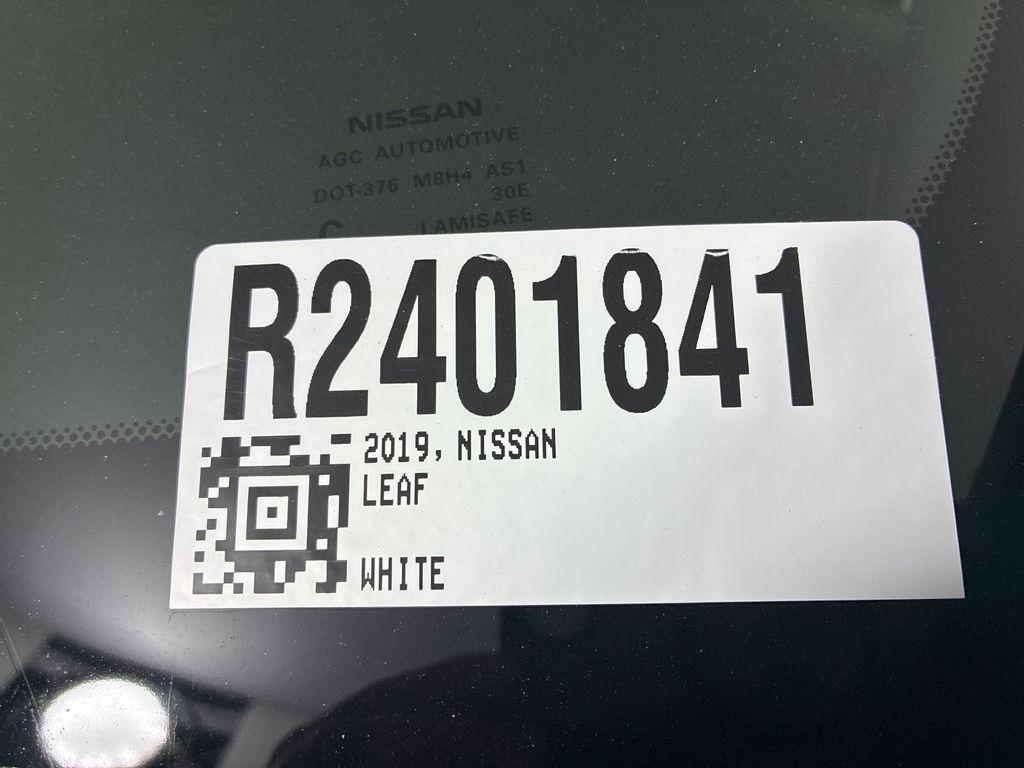 NISSAN
AGC AUTOMOTIVE
DOT-376 M8H4 AS1
30E
C LAMISAFE
R2401841
2019, NISSAN
LEAF
WHITE